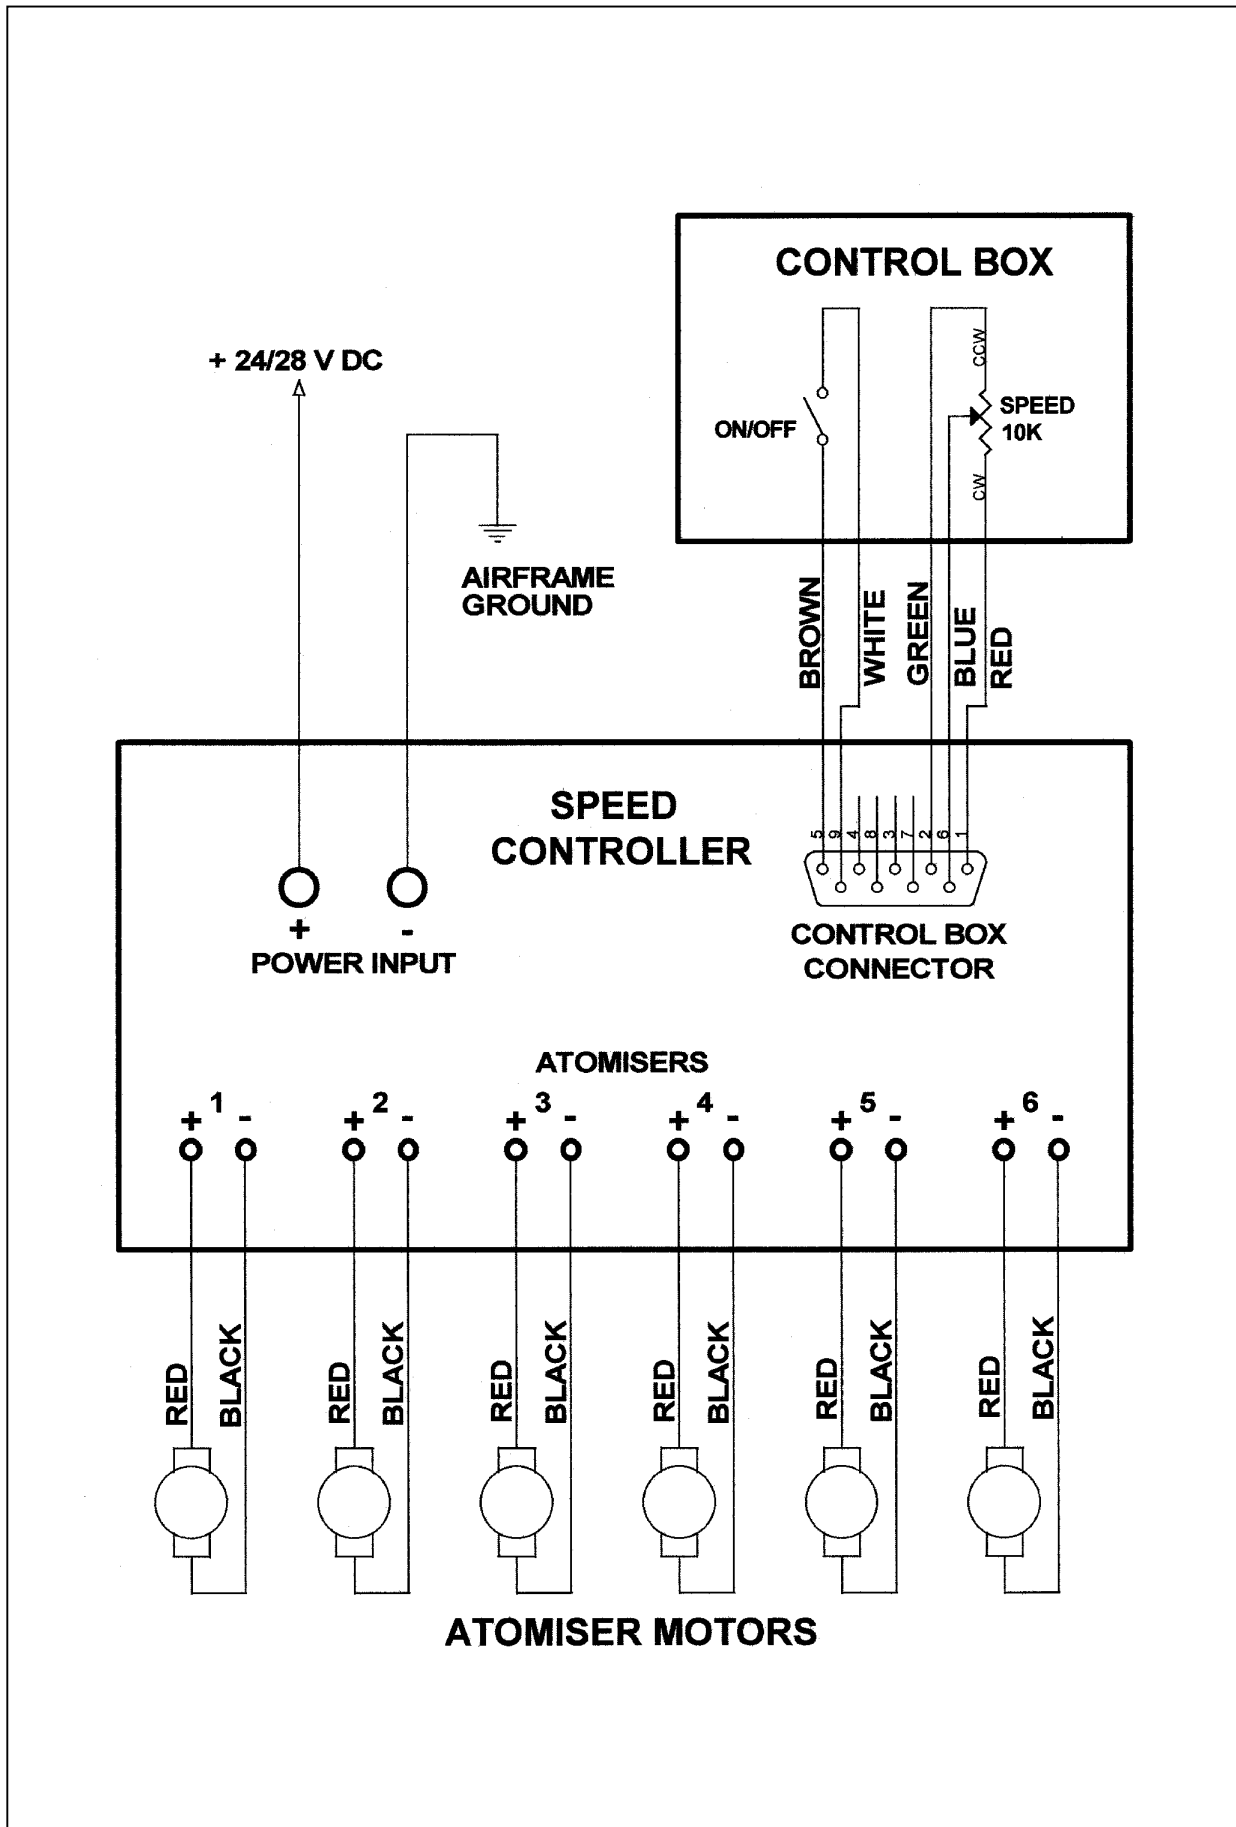 CONTROL BOX
+ 24/28 V DC
CCW
SPEED
10K
ON/OFF
CW
AIRFRAME
GROUND
BROWN
WHITE
GREEN
BLUE
RED
SPEED
CONTROLLER
5 9 4 8 3 7 2 6 1
+ -
POWER INPUT
CONTROL BOX
CONNECTOR
ATOMISERS
+ 1 - + 2 - + 3 - + 4 - + 5 - + 6 -
RED BLACK RED BLACK RED BLACK RED BLACK RED BLACK RED BLACK
ATOMISER MOTORS